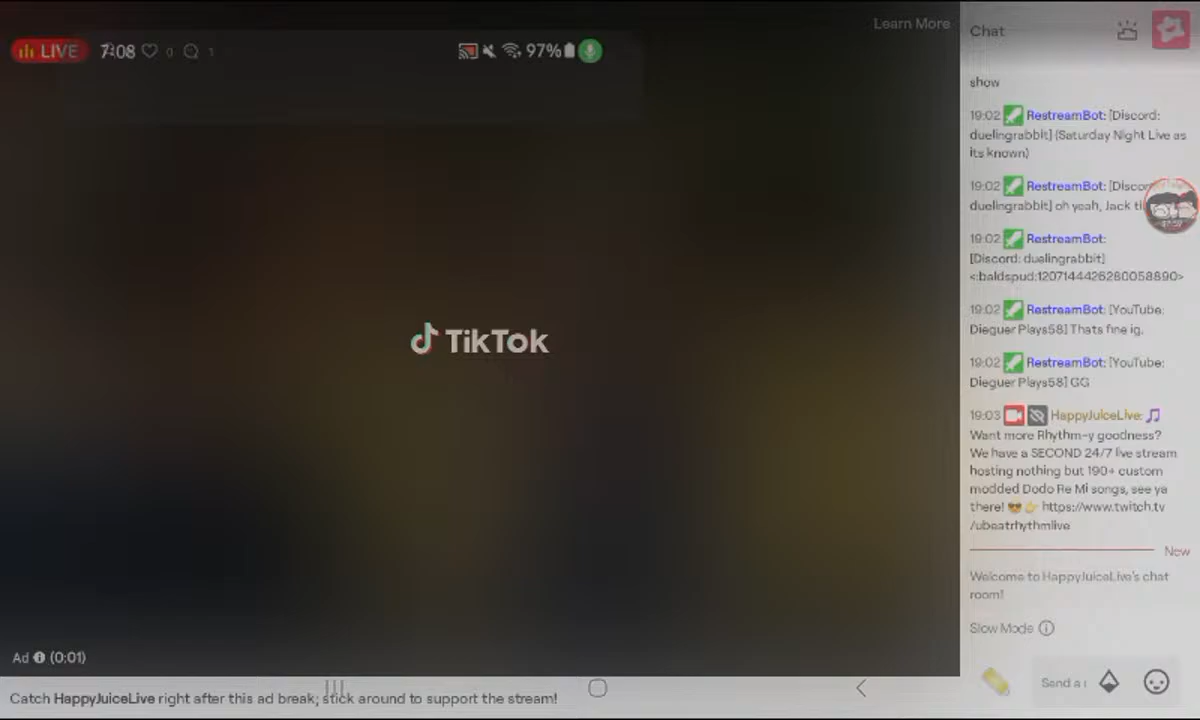 Learn More
LIVE 7:08 0 1
97%
TikTok
Ad (0:01)
Catch HappyJuiceLive right after this ad break; stick around to support the stream!
Chat
show
19:02 RestreamBot: [Discord:
duelingrabbit] (Saturday Night Live as
its known)
19:02 RestreamBot: [Discor
duelingrabbit] oh yeah, Jack
19:02 RestreamBot:
[Discord: duelingrabbit]
<:baldspud:1207144426280058890>
19:02 RestreamBot: [YouTube:
Dieguer Plays58] Thats fine ig.
19:02 RestreamBot: [YouTube:
Dieguer Plays58] GG
19:03 HappyJuiceLive: 🎵
Want more Rhythm-y goodness?
We have a SECOND 24/7 live stream
hosting nothing but 190+ custom
modded Dodo Re Mi songs, see ya
there! 😎 👉 https://www.twitch.tv
/ubeatrhythmlive
New
Welcome to HappyJuiceLive's chat
room!
Slow Mode
Send a